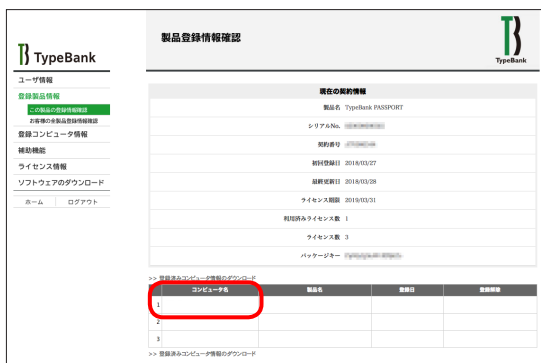 TypeBank
製品登録情報確認
TypeBank
ユーザ情報
登録製品情報
この製品の登録情報確認
お客様の全製品登録情報確認
登録コンピュータ情報
補助機能
ライセンス情報
ソフトウェアのダウンロード
ホーム ログアウト
現在の契約情報
製品名 TypeBank PASSPORT
シリアルNo.
契約番号
初回登録日 2018/03/27
最終更新日 2018/03/28
ライセンス期限 2019/03/31
利用済みライセンス数 1
ライセンス数 3
パッケージキー
>> 登録済みコンピュータ情報のダウンロード
コンピュータ名 製品名 登録日 登録解除
1
2
3
>> 登録済みコンピュータ情報のダウンロード